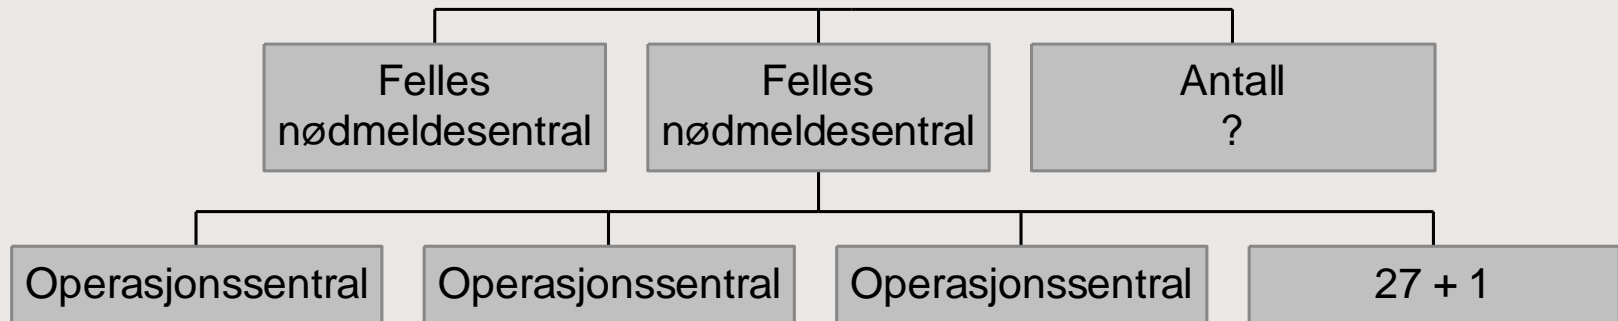 Felles
nødmeldesentral
Felles
nødmeldesentral
Antall
?
Operasjonssentral
Operasjonssentral
Operasjonssentral
27 + 1